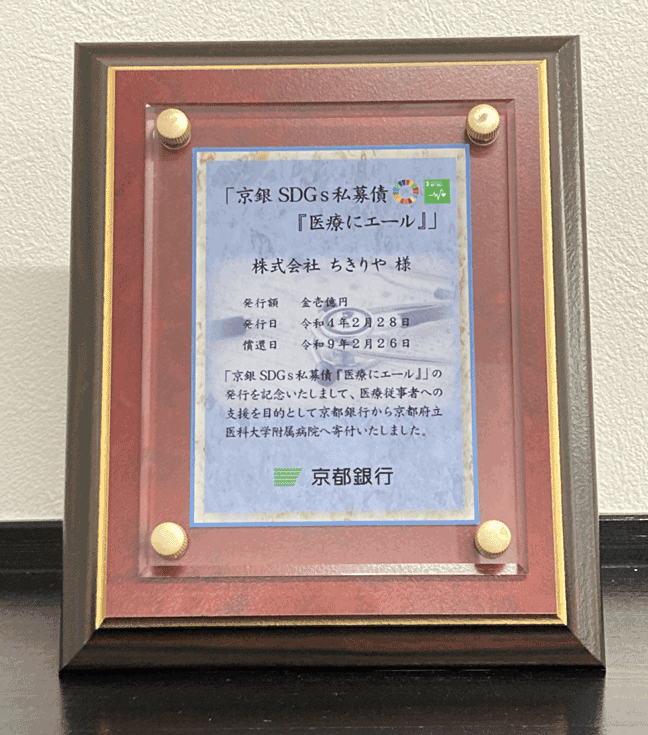 「京銀 SDGs私募債
『医療にエール』」
株式会社 ちきりや 様
発行額 金壱億円
発行日 令和4年2月28日
償還日 令和9年2月26日
「京銀 SDGs私募債『医療にエール』」の
発行を記念いたしまして、医療従事者への
支援を目的として京都銀行から京都府立
医科大学附属病院へ寄付いたしました。
京都銀行